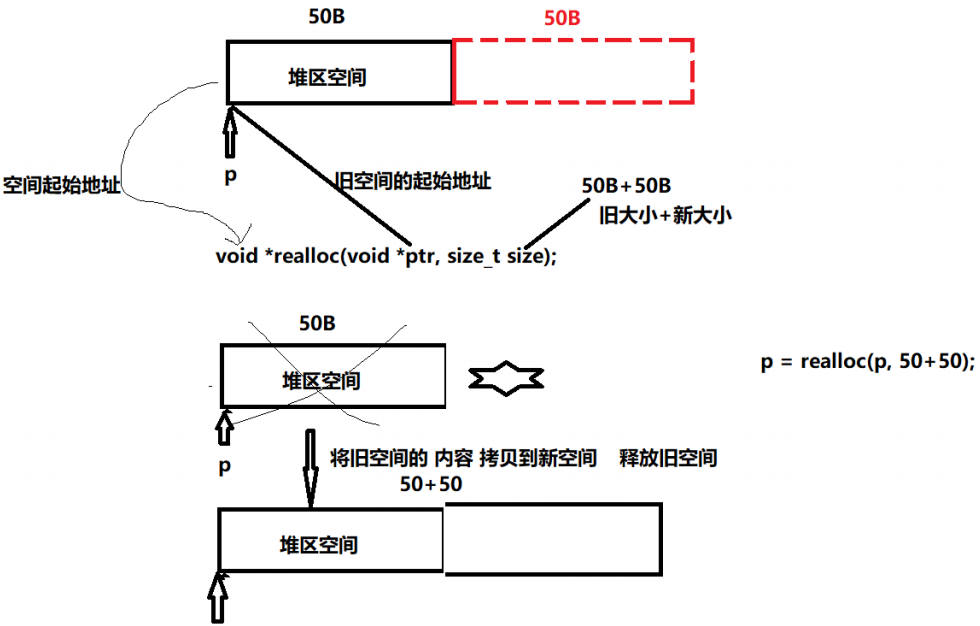 50B
50B
堆区空间
p
空间起始地址
旧空间的起始地址
50B+50B
旧大小+新大小
void *realloc(void *ptr, size_t size);
50B
堆区空间
p = realloc(p, 50+50);
p
将旧空间的 内容 拷贝到新空间 释放旧空间
50+50
堆区空间